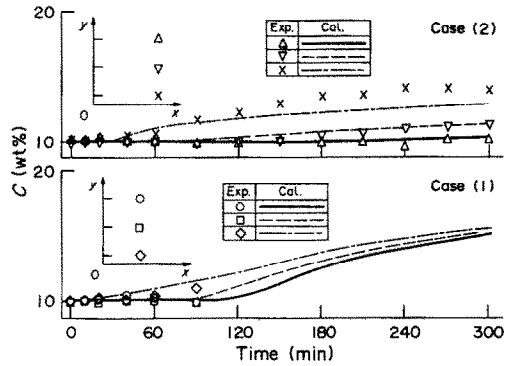 20
y
x
O
Exp. Cal.
Case (2)
10
C (wt%)
20
y
x
O
Exp. Cal.
Case (1)
10
0 60 120 180 240 300
Time (min)